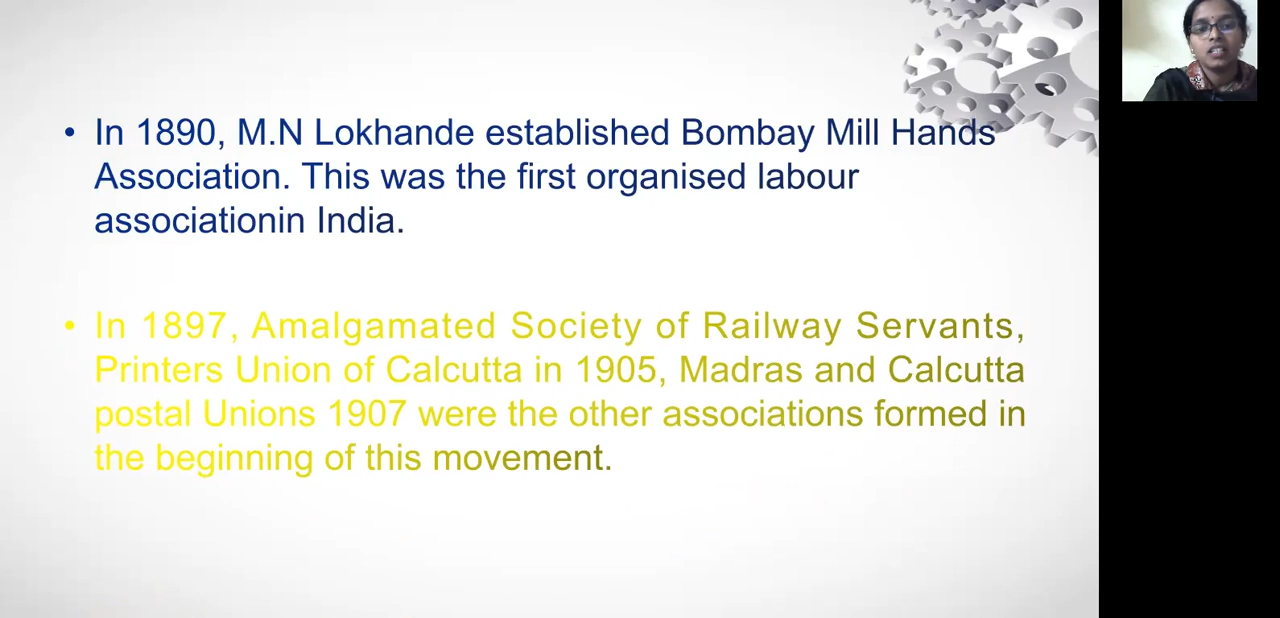 • In 1890, M.N Lokhande established Bombay Mill Hands
Association. This was the first organised labour
associationin India.
• In 1897, Amalgamated Society of Railway Servants,
Printers Union of Calcutta in 1905, Madras and Calcutta
postal Unions 1907 were the other associations formed in
the beginning of this movement.